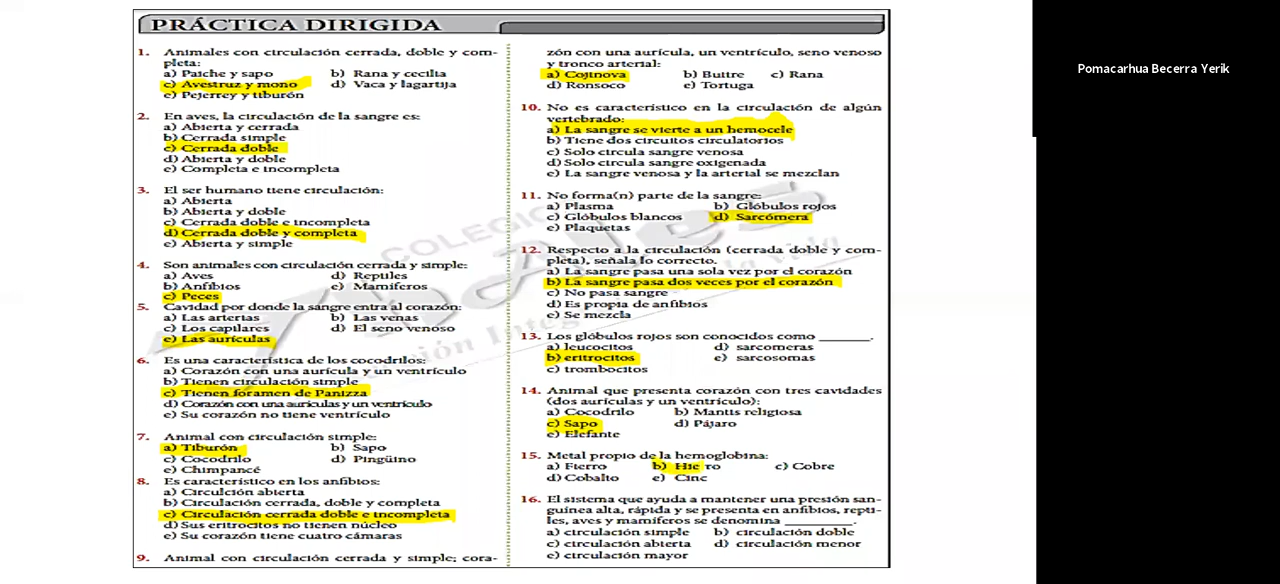 PRÁCTICA DIRIGIDA
1. Animales con circulación cerrada, doble y com-
pleta:
a) Paiche y sapo b) Rana y cecilia
c) Avestruz y mono d) Vaca y lagartija
e) Pejerrey y tiburón
2. En aves, la circulación de la sangre es:
a) Abierta y cerrada
b) Cerrada simple
c) Cerrada doble
d) Abierta y doble
e) Completa e incompleta
3. El ser humano tiene circulación:
a) Abierta
b) Abierta y doble
c) Cerrada doble e incompleta
d) Cerrada doble y completa
e) Abierta y simple
4. Son animales con circulación cerrada y simple:
a) Aves d) Reptiles
b) Anfibios e) Mamíferos
c) Peces
5. Cavidad por donde la sangre entra al corazón:
a) Las arterias b) Las venas
c) Los capilares d) El seno venoso
e) Las aurículas
6. Es una característica de los cocodrilos:
a) Corazón con una aurícula y un ventrículo
b) Tienen circulación simple
c) Tienen foramen de Panizza
d) Corazón con una aurículas y un ventrículo
e) Su corazón no tiene ventrículo
7. Animal con circulación simple:
a) Tiburón b) Sapo
c) Cocodrilo d) Pingüino
e) Chimpancé
8. Es característico en los anfibios:
a) Circulción abierta
b) Circulación cerrada, doble y completa
c) Circulación cerrada doble e incompleta
d) Sus eritrocitos no tienen núcleo
e) Su corazón tiene cuatro cámaras
9. Animal con circulación cerrada y simple; cora-
zón con una aurícula, un ventrículo, seno venoso
y tronco arterial:
a) Cojinova b) Buitre c) Rana
d) Ronsoco e) Tortuga
10. No es característico en la circulación de algún
vertebrado:
a) La sangre se vierte a un hemocele
b) Tiene dos circuitos circulatorios
c) Solo circula sangre venosa
d) Solo circula sangre oxigenada
e) La sangre venosa y la arterial se mezclan
11. No forma(n) parte de la sangre:
a) Plasma b) Glóbulos rojos
c) Glóbulos blancos d) Sarcómera
e) Plaquetas
12. Respecto a la circulación (cerrada doble y com-
pleta), señala lo correcto.
a) La sangre pasa una sola vez por el corazón
b) La sangre pasa dos veces por el corazón
c) No pasa sangre
d) Es propia de anfibios
e) Se mezcla
13. Los glóbulos rojos son conocidos como _______.
a) leucocitos d) sarcomeras
b) eritrocitos e) sarcosomas
c) trombocitos
14. Animal que presenta corazón con tres cavidades
(dos aurículas y un ventrículo):
a) Cocodrilo b) Mantis religiosa
c) Sapo d) Pájaro
e) Elefante
15. Metal propio de la hemoglobina:
a) Fierro b) Hie ro c) Cobre
d) Cobalto e) Cinc
16. El sistema que ayuda a mantener una presión san-
guínea alta, rápida y se presenta en anfibios, repti-
les, aves y mamíferos se denomina _________.
a) circulación simple b) circulación doble
c) circulación abierta d) circulación menor
e) circulación mayor
COLEGIO
Pomacarhua Becerra Yerik